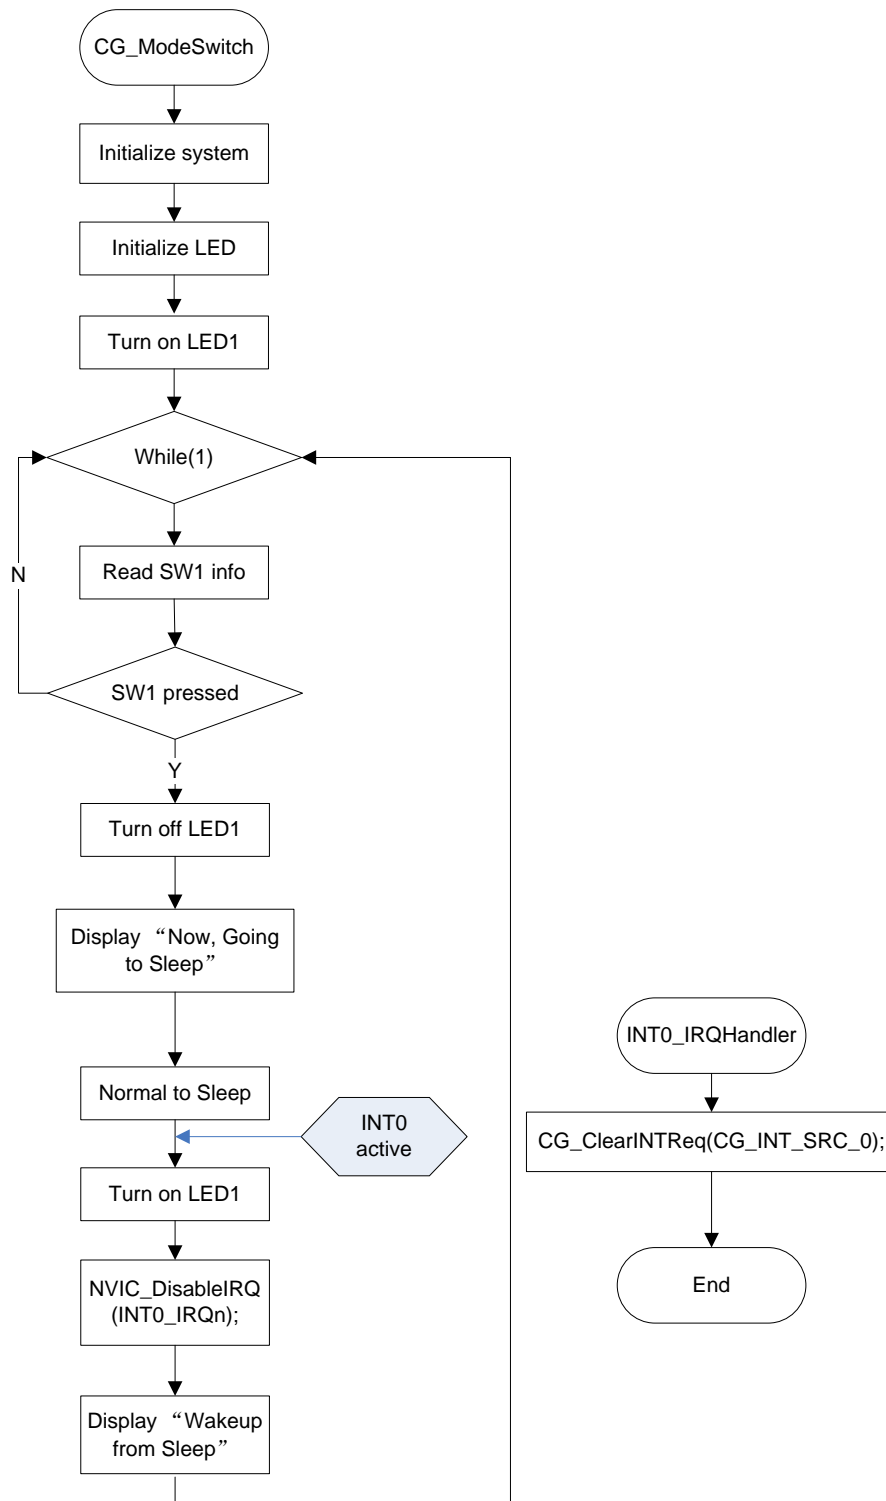 CG_ModeSwitch
Initialize system
Initialize LED
Turn on LED1
While(1)
Read SW1 info
N
SW1 pressed
Y
Turn off LED1
Display “Now, Going
to Sleep”
Normal to Sleep
INT0
active
Turn on LED1
NVIC_DisableIRQ
(INT0_IRQn);
Display “Wakeup
from Sleep”
INT0_IRQHandler
CG_ClearINTReq(CG_INT_SRC_0);
End